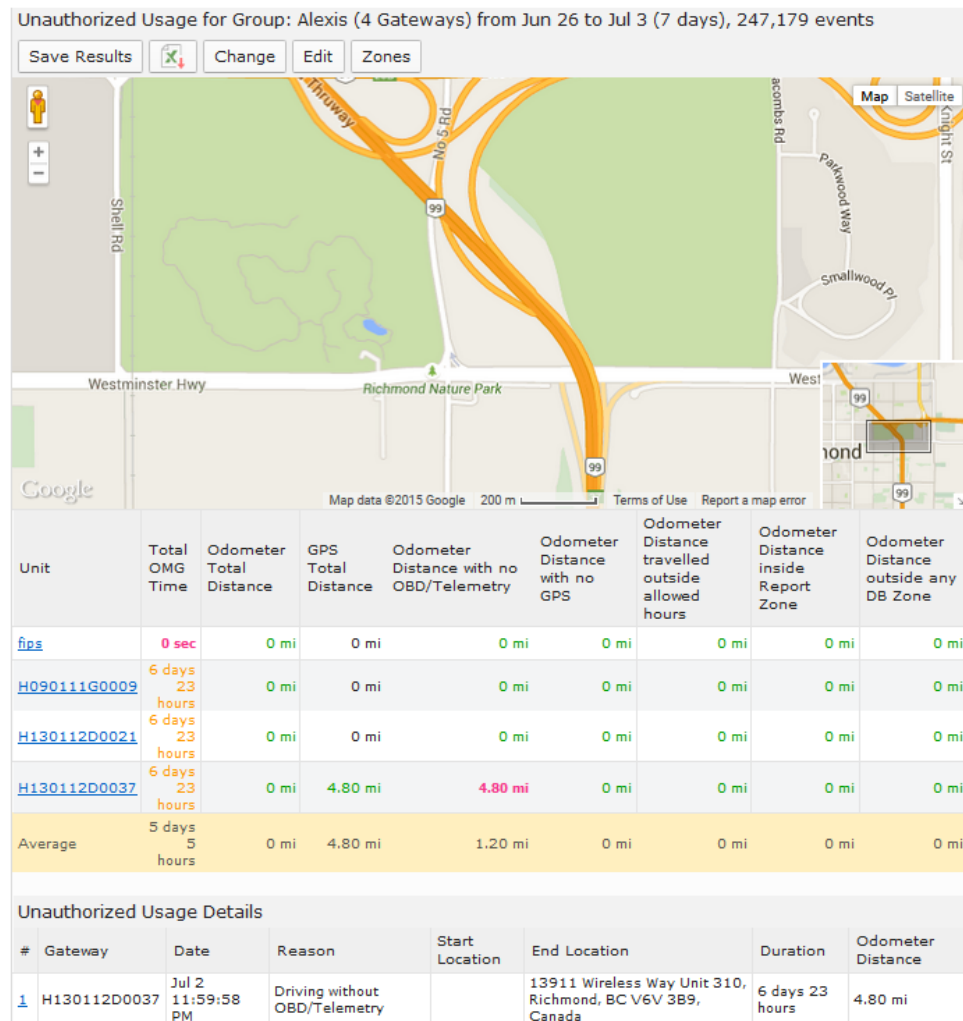 Unauthorized Usage for Group: Alexis (4 Gateways) from Jun 26 to Jul 3 (7 days), 247,179 events
Save Results Change Edit Zones
Map Satellite
Thruway
No 5 Rd
acombs Rd
Knight St
Parkwood Way
99
Shell Rd
Smallwood Pl
Westminster Hwy
Richmond Nature Park
West
99
mond
99
99
Google
Map data ©2015 Google 200 m Terms of Use Report a map error
Unit
Total OMG Time
Odometer Total Distance
GPS Total Distance
Odometer Distance with no OBD/Telemetry
Odometer Distance with no GPS
Odometer Distance travelled outside allowed hours
Odometer Distance inside Report Zone
Odometer Distance outside any DB Zone
fips 0 sec 0 mi 0 mi 0 mi 0 mi 0 mi 0 mi 0 mi
H090111G0009 6 days 23 hours 0 mi 0 mi 0 mi 0 mi 0 mi 0 mi 0 mi
H130112D0021 6 days 23 hours 0 mi 0 mi 0 mi 0 mi 0 mi 0 mi 0 mi
H130112D0037 6 days 23 hours 0 mi 4.80 mi 4.80 mi 0 mi 0 mi 0 mi 0 mi
Average 5 days 5 hours 0 mi 4.80 mi 1.20 mi 0 mi 0 mi 0 mi 0 mi
Unauthorized Usage Details
# Gateway Date Reason Start Location End Location Duration Odometer Distance
1 H130112D0037 Jul 2 11:59:58 PM Driving without OBD/Telemetry 13911 Wireless Way Unit 310, Richmond, BC V6V 3B9, Canada 6 days 23 hours 4.80 mi